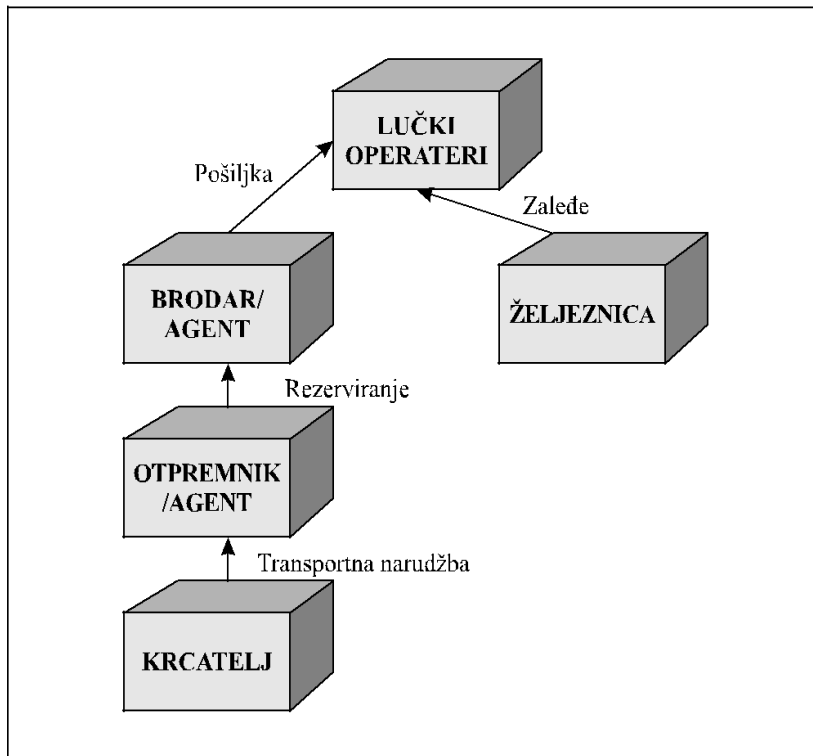 LUČKI
OPERATERI
Pošiljka
Zaleđe
BRODAR/
AGENT
ŽELJEZNICA
Rezerviranje
OTPREMNIK
/AGENT
Transportna narudžba
KRCATELJ